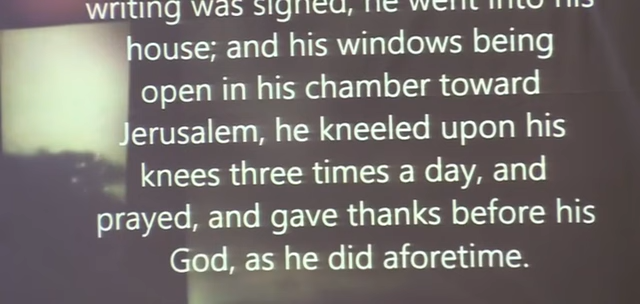 writing was signed, he went into his
house; and his windows being
open in his chamber toward
Jerusalem, he kneeled upon his
knees three times a day, and
prayed, and gave thanks before his
God, as he did aforetime.